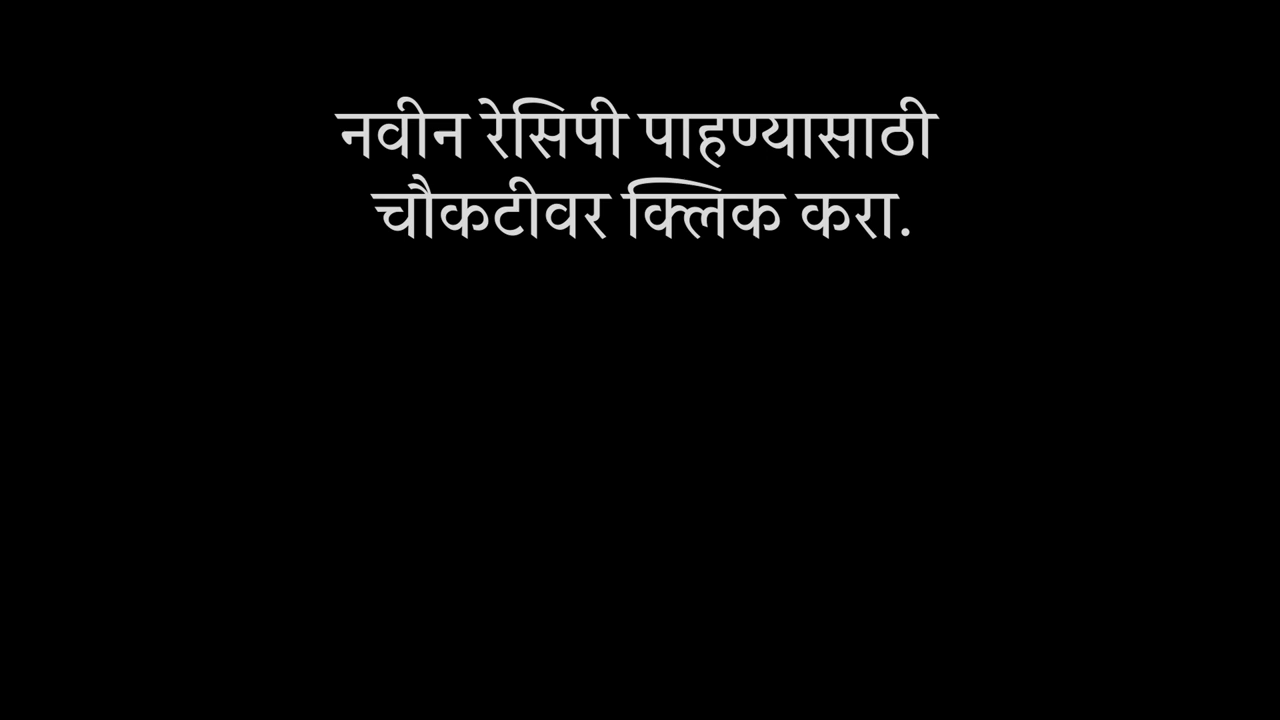 नवीन रेसिपी पाहण्यासाठी
चौकटीवर क्लिक करा.